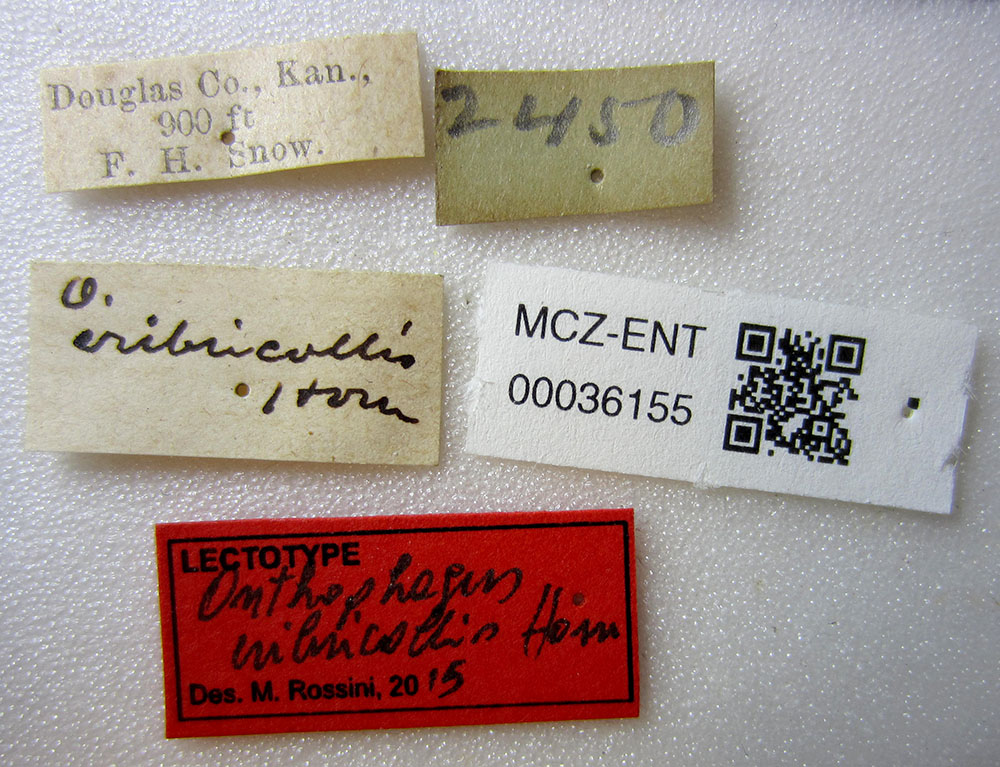 Douglas Co., Kan.,
900 ft
F. H. Snow.
2450
O.
cribricollis
Horn
MCZ-ENT
00036155
LECTOTYPE
Onthophagus
cribricollis Horn
Des. M. Rossini, 2015